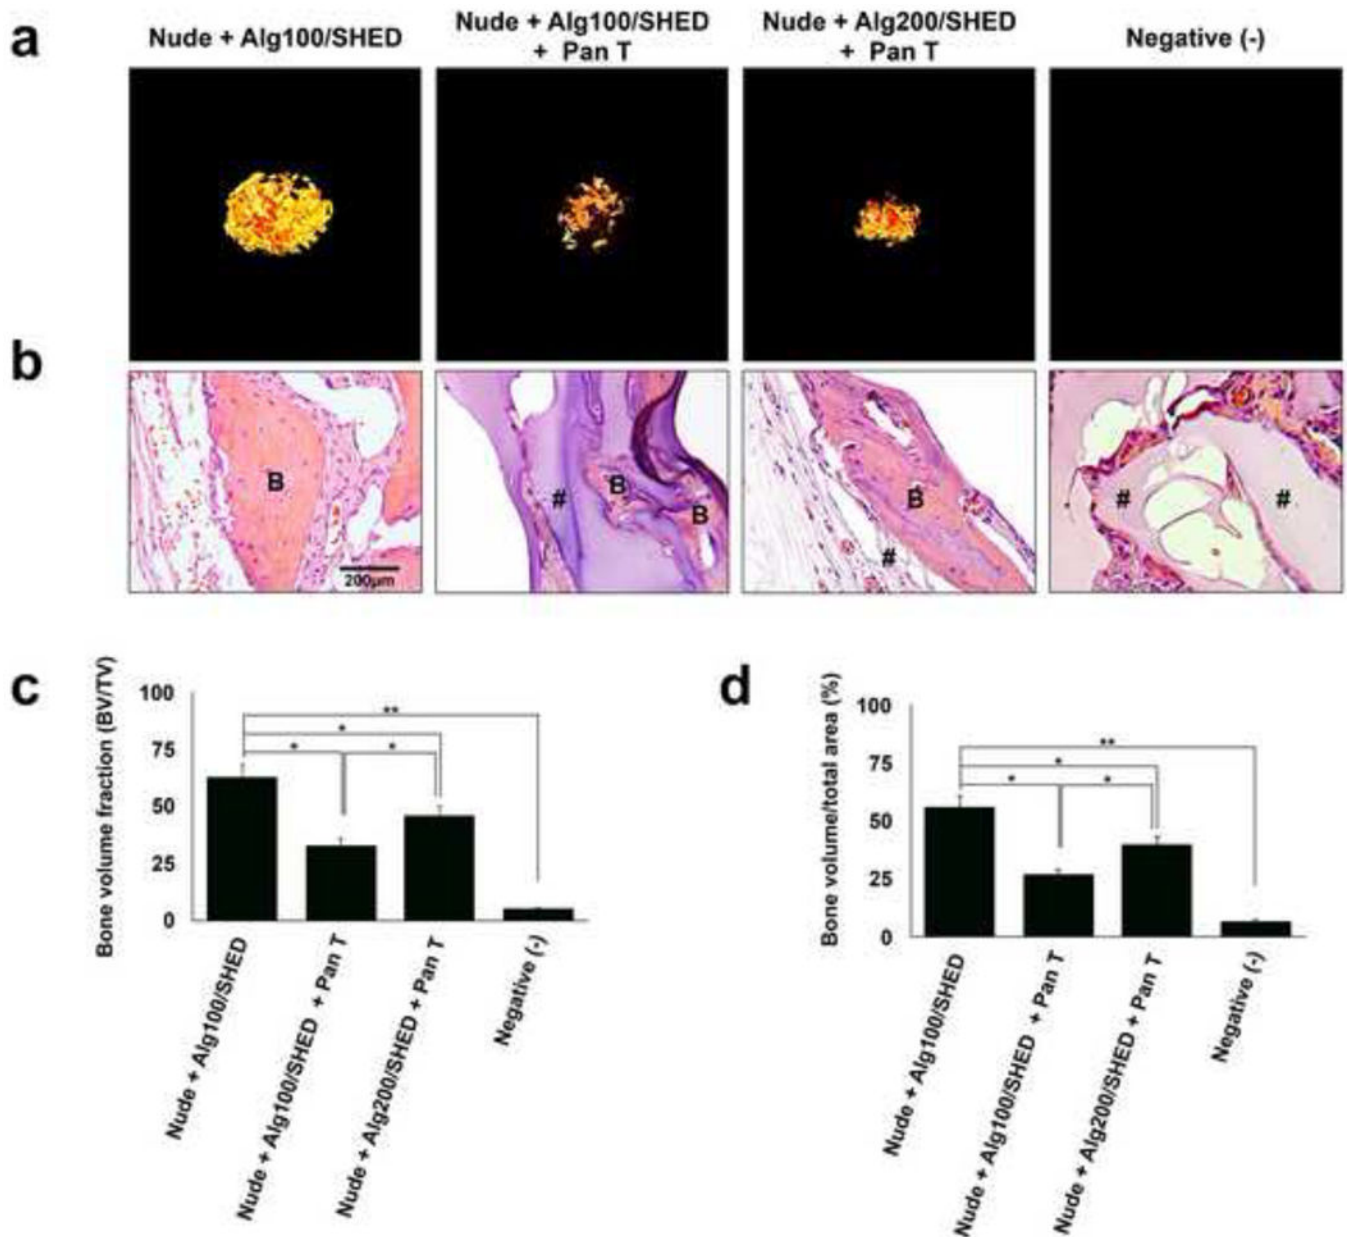 a
Nude + Alg100/SHED
Nude + Alg100/SHED
+ Pan T
Nude + Alg200/SHED
+ Pan T
Negative (-)
b
B
200µm
#
B
B
B
#
#
#
c
Bone volume fraction (BV/TV)
100
75
50
25
0
**
*
*
*
Nude + Alg100/SHED
Nude + Alg100/SHED + Pan T
Nude + Alg200/SHED + Pan T
Negative (-)
d
Bone volume/total area (%)
100
75
50
25
0
**
*
*
*
Nude + Alg100/SHED
Nude + Alg100/SHED + Pan T
Nude + Alg200/SHED + Pan T
Negative (-)